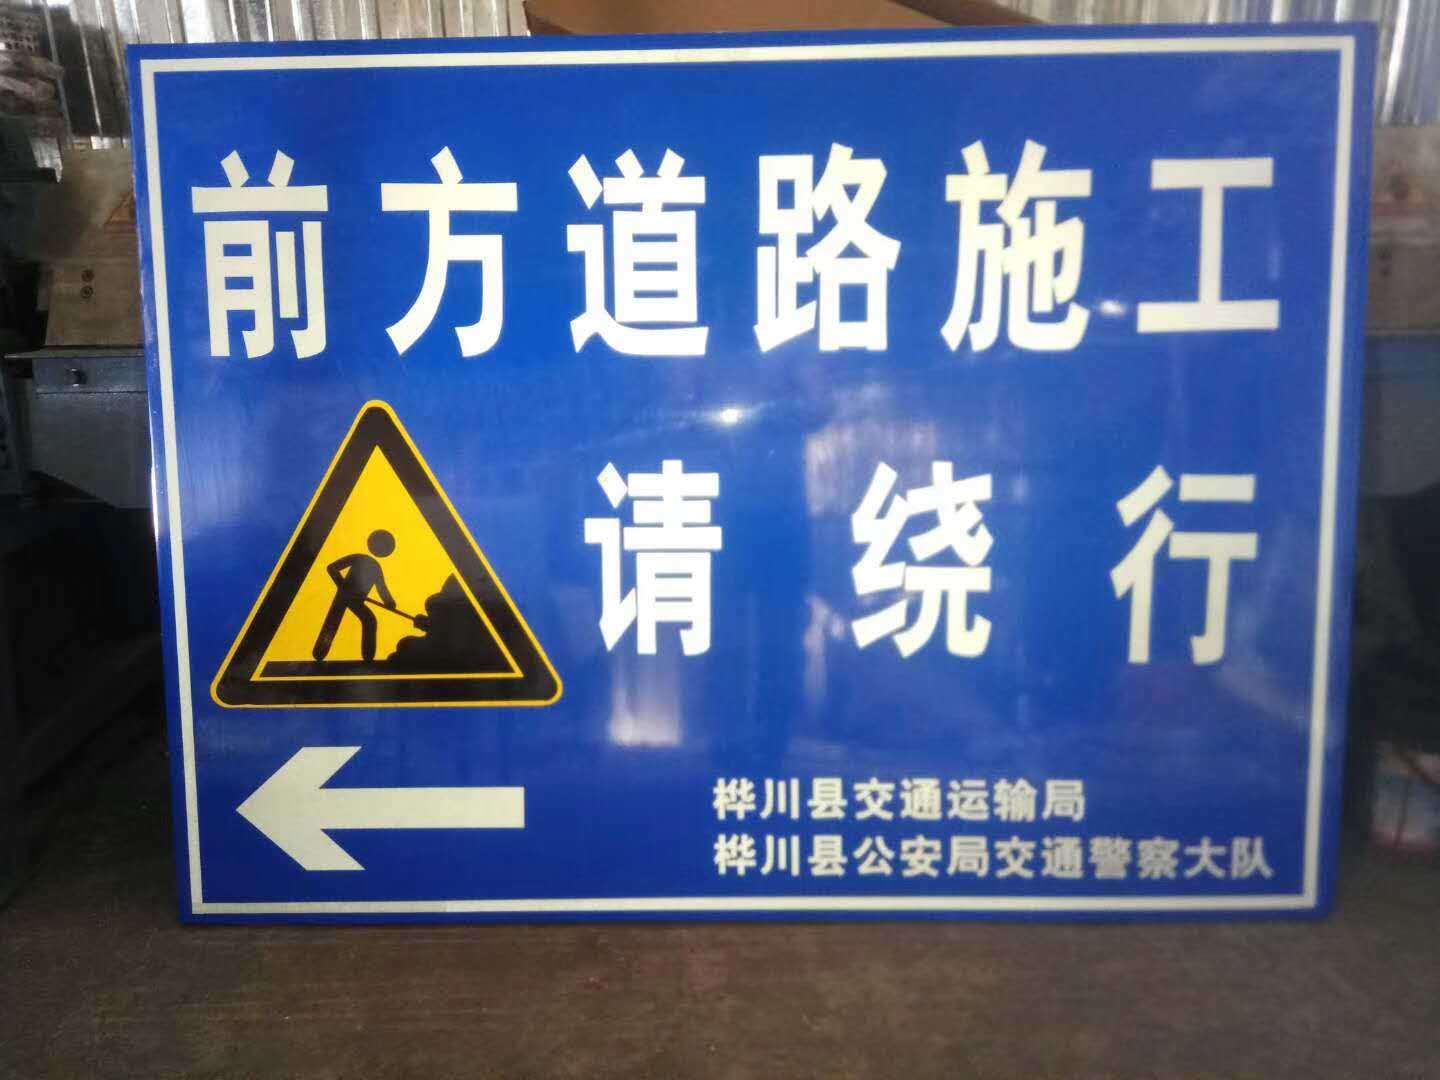 前方道路施工
请绕行
桦川县交通运输局
桦川县公安局交通警察大队